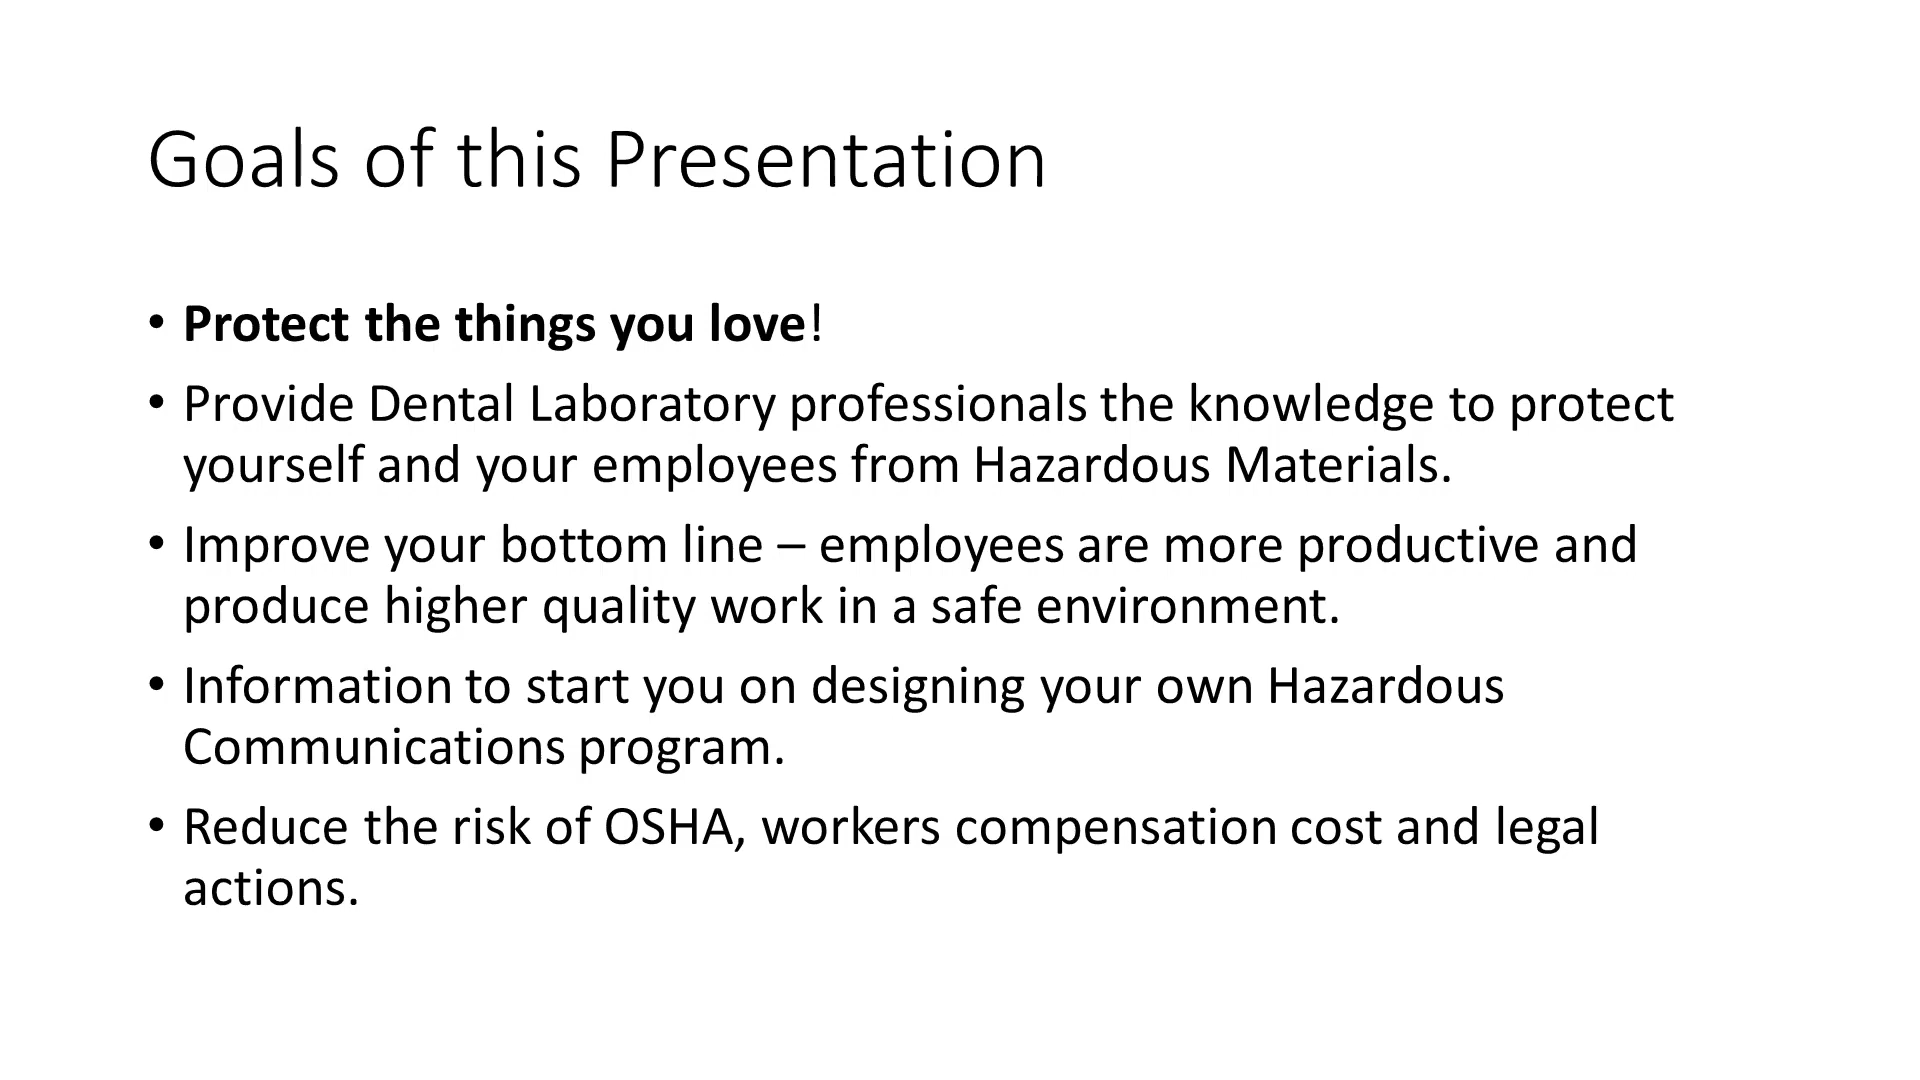 Goals of this Presentation
• Protect the things you love!
• Provide Dental Laboratory professionals the knowledge to protect
yourself and your employees from Hazardous Materials.
• Improve your bottom line – employees are more productive and
produce higher quality work in a safe environment.
• Information to start you on designing your own Hazardous
Communications program.
• Reduce the risk of OSHA, workers compensation cost and legal
actions.